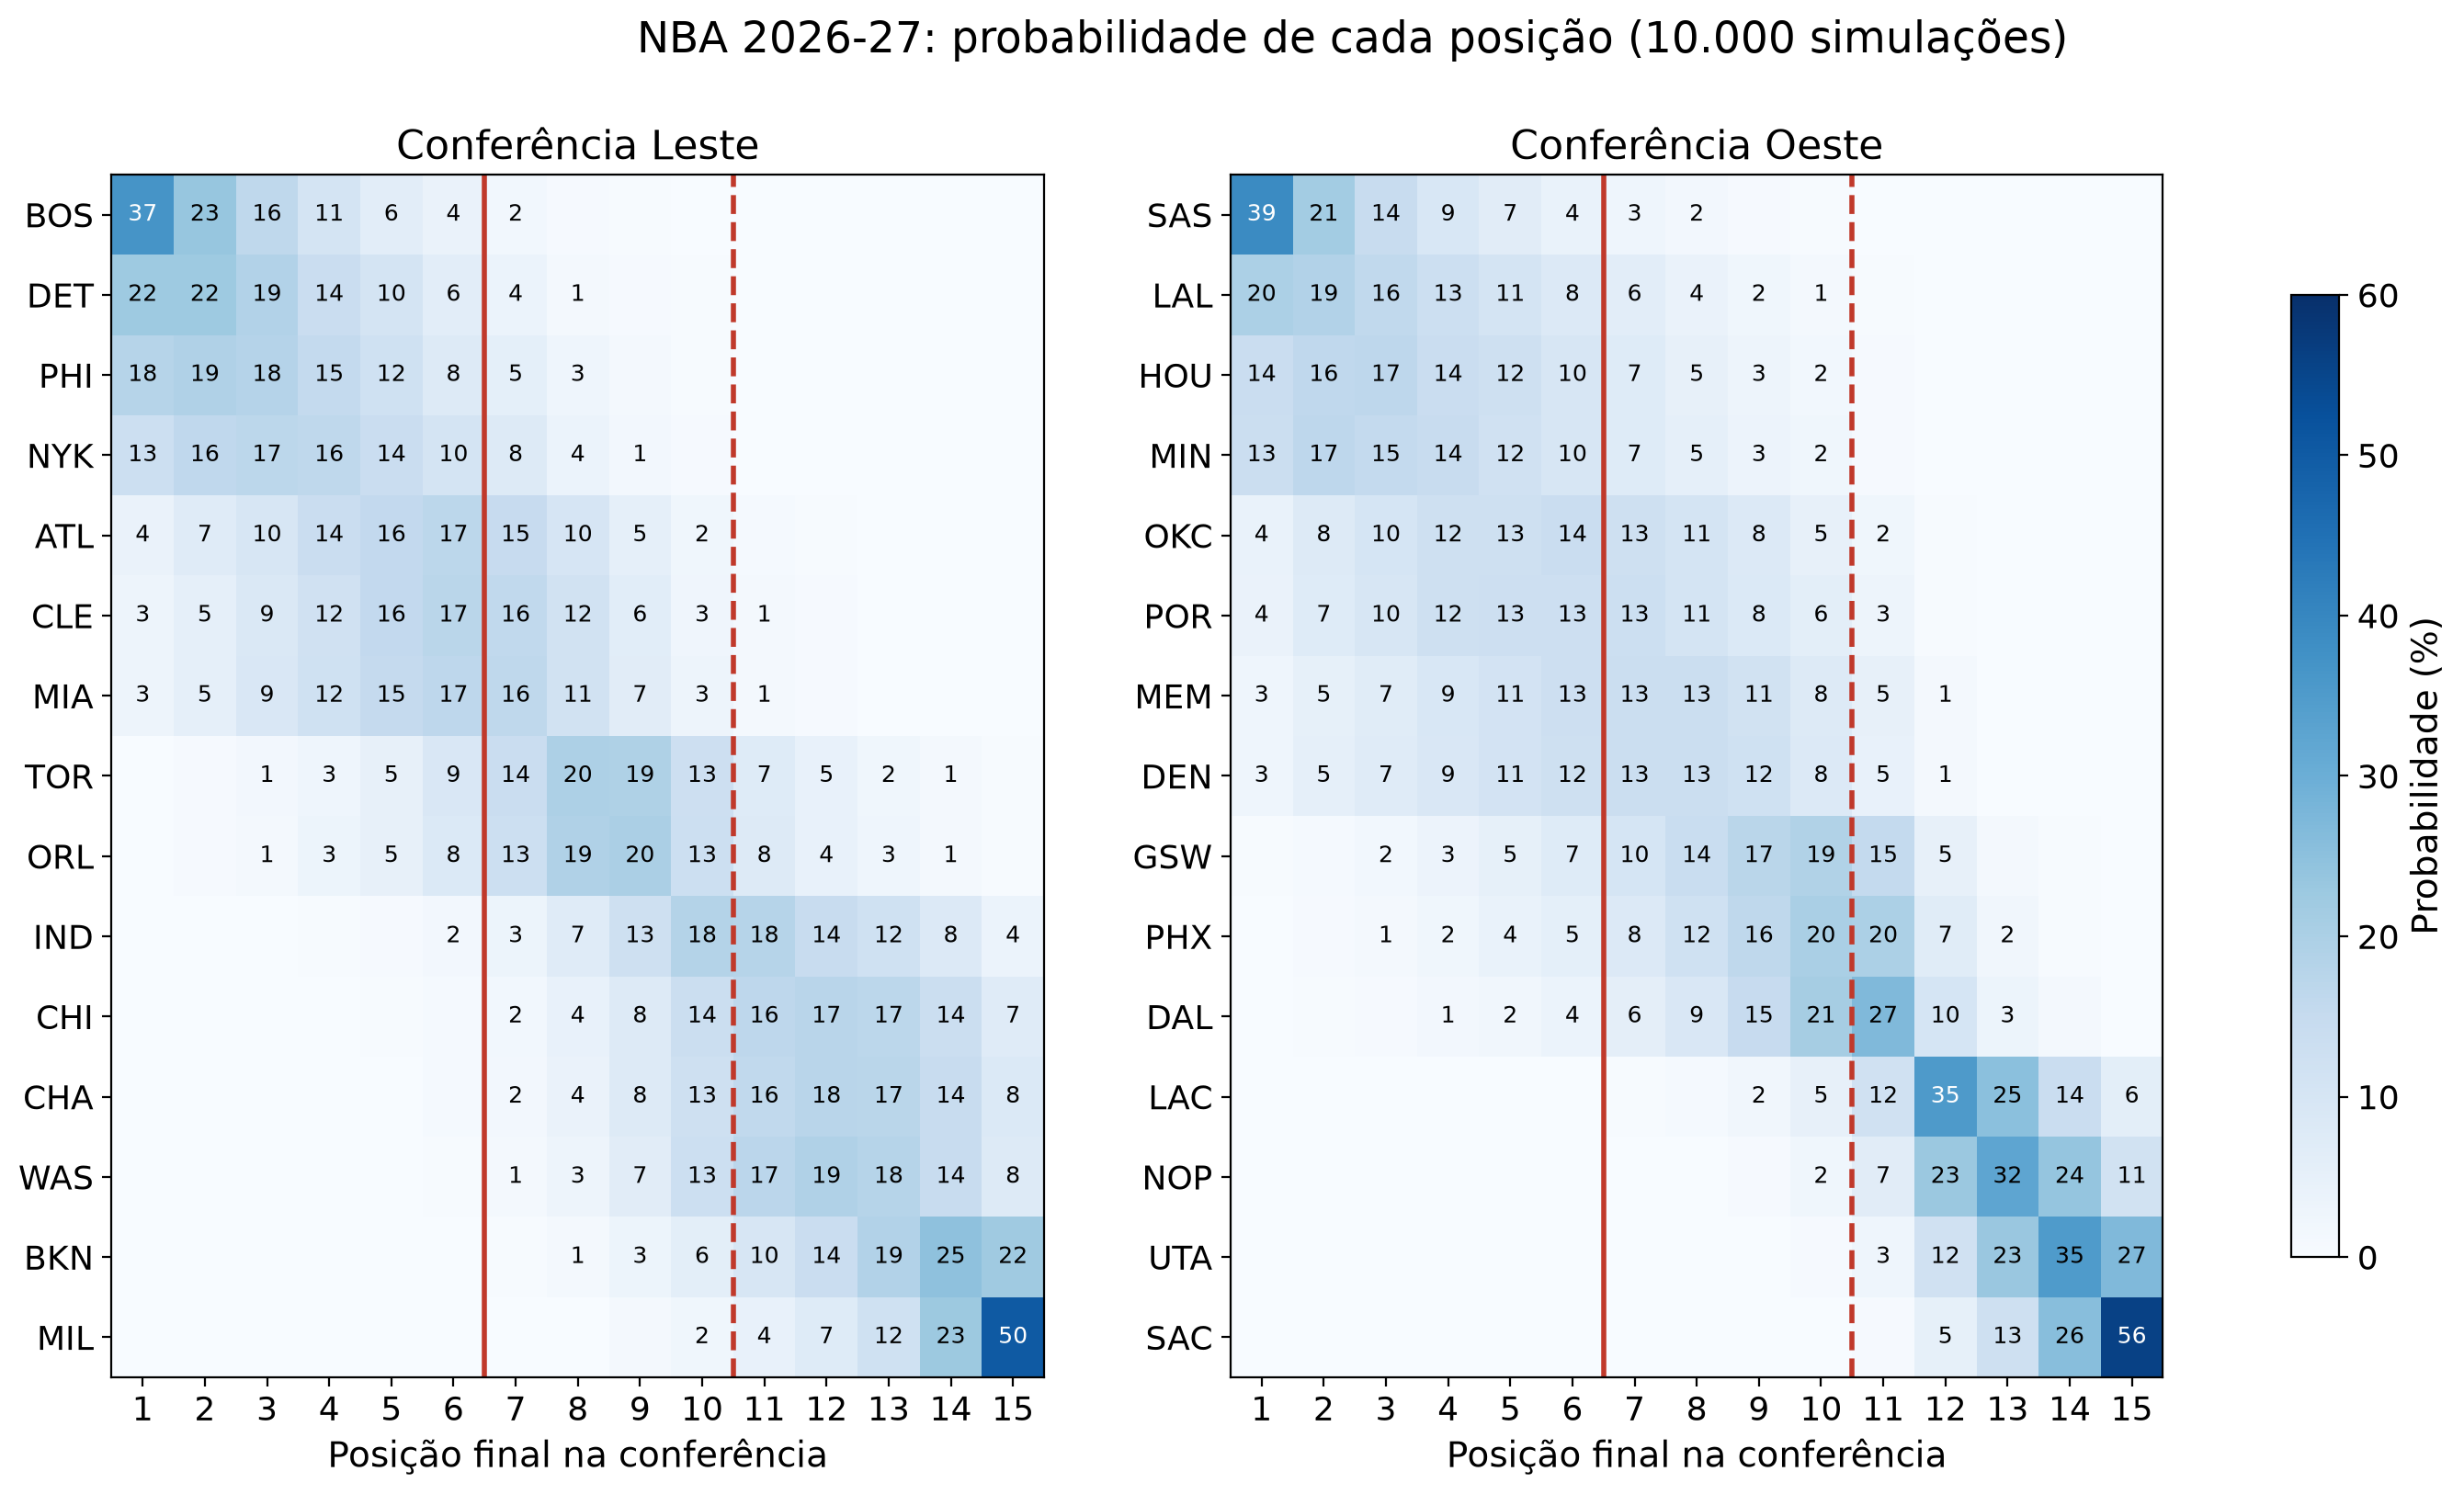 NBA 2026-27: probabilidade de cada posição (10.000 simulações)
Conferência Leste
BOS 37 23 16 11 6 4 2
DET 22 22 19 14 10 6 4 1
PHI 18 19 18 15 12 8 5 3
NYK 13 16 17 16 14 10 8 4 1
ATL 4 7 10 14 16 17 15 10 5 2
CLE 3 5 9 12 16 17 16 12 6 3 1
MIA 3 5 9 12 15 17 16 11 7 3 1
TOR 1 3 5 9 14 20 19 13 7 5 2 1
ORL 1 3 5 8 13 19 20 13 8 4 3 1
IND 2 3 7 13 18 18 14 12 8 4
CHI 2 4 8 14 16 17 17 14 7
CHA 2 4 8 13 16 18 17 14 8
WAS 1 3 7 13 17 19 18 14 8
BKN 1 3 6 10 14 19 25 22
MIL 2 4 7 12 23 50
1 2 3 4 5 6 7 8 9 10 11 12 13 14 15
Posição final na conferência
Conferência Oeste
SAS 39 21 14 9 7 4 3 2
LAL 20 19 16 13 11 8 6 4 2 1
HOU 14 16 17 14 12 10 7 5 3 2
MIN 13 17 15 14 12 10 7 5 3 2
OKC 4 8 10 12 13 14 13 11 8 5 2
POR 4 7 10 12 13 13 13 11 8 6 3
MEM 3 5 7 9 11 13 13 13 11 8 5 1
DEN 3 5 7 9 11 12 13 13 12 8 5 1
GSW 2 3 5 7 10 14 17 19 15 5
PHX 1 2 4 5 8 12 16 20 20 7 2
DAL 1 2 4 6 9 15 21 27 10 3
LAC 2 5 12 35 25 14 6
NOP 2 7 23 32 24 11
UTA 3 12 23 35 27
SAC 5 13 26 56
1 2 3 4 5 6 7 8 9 10 11 12 13 14 15
Posição final na conferência
60
50
40
30
20
10
0
Probabilidade (%)